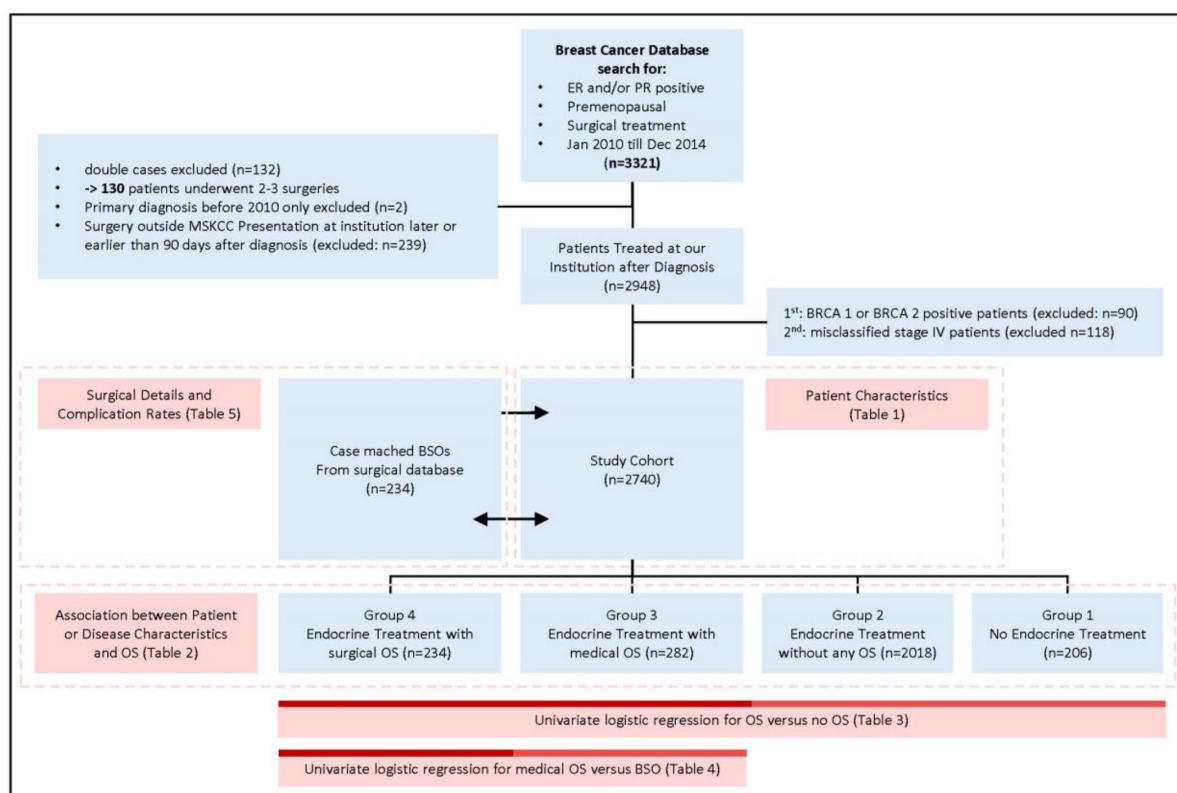 Breast Cancer Database
search for:
• ER and/or PR positive
• Premenopausal
• Surgical treatment
• Jan 2010 till Dec 2014
(n=3321)
• double cases excluded (n=132)
• -> 130 patients underwent 2-3 surgeries
• Primary diagnosis before 2010 only excluded (n=2)
• Surgery outside MSKCC Presentation at institution later or
earlier than 90 days after diagnosis (excluded: n=239)
Patients Treated at our
Institution after Diagnosis
(n=2948)
1st: BRCA 1 or BRCA 2 positive patients (excluded: n=90)
2nd: misclassified stage IV patients (excluded n=118)
Surgical Details and
Complication Rates (Table 5)
Case mached BSOs
From surgical database
(n=234)
Study Cohort
(n=2740)
Patient Characteristics
(Table 1)
Association between Patient
or Disease Characteristics
and OS (Table 2)
Group 4
Endocrine Treatment with
surgical OS (n=234)
Group 3
Endocrine Treatment with
medical OS (n=282)
Group 2
Endocrine Treatment
without any OS (n=2018)
Group 1
No Endocrine Treatment
(n=206)
Univariate logistic regression for OS versus no OS (Table 3)
Univariate logistic regression for medical OS versus BSO (Table 4)